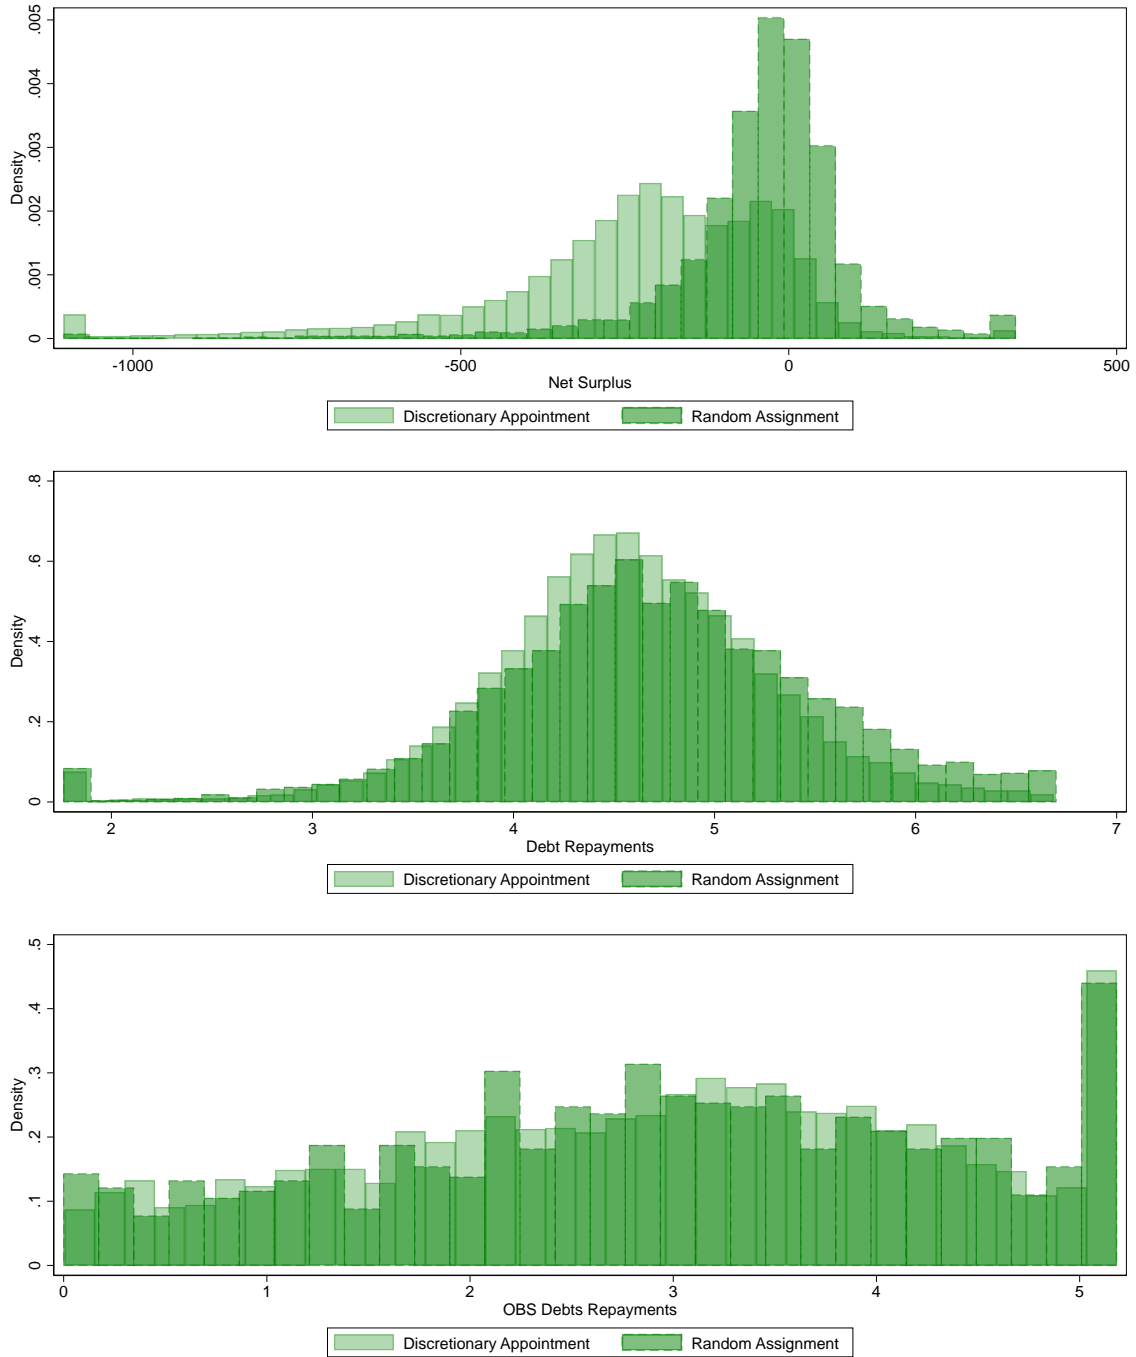 .005
.004
.003
.002
.001
0
Density
-1000 -500 0 500
Net Surplus
Discretionary Appointment Random Assignment
.8
.6
.4
.2
0
Density
2 3 4 5 6 7
Debt Repayments
Discretionary Appointment Random Assignment
.5
.4
.3
.2
.1
0
Density
0 1 2 3 4 5
OBS Debts Repayments
Discretionary Appointment Random Assignment